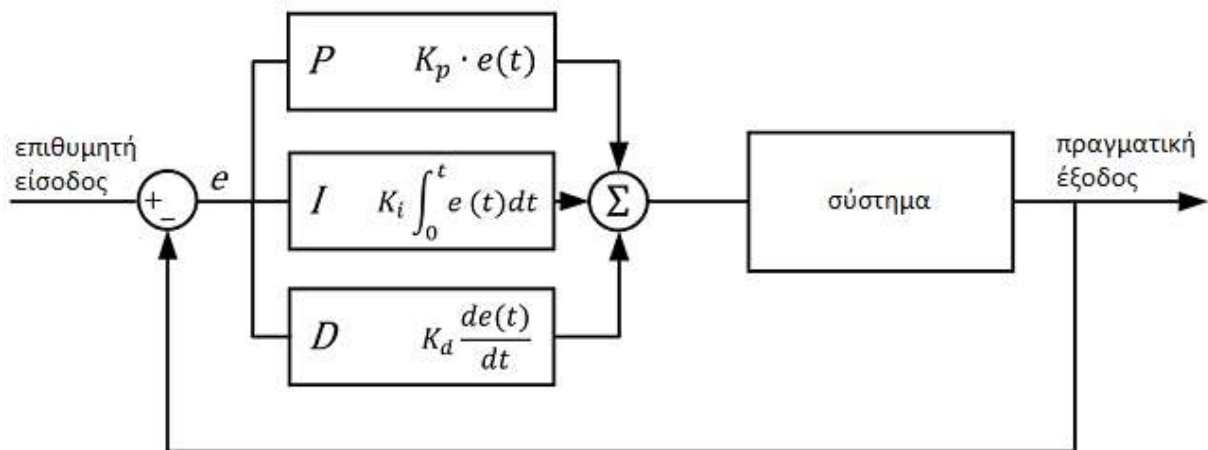 P K_p · e(t)
επιθυμητή
είσοδος
+
−
e
I K_i ∫_0^t e (t)dt
Σ
σύστημα
πραγματική
έξοδος
D K_d de(t)/dt